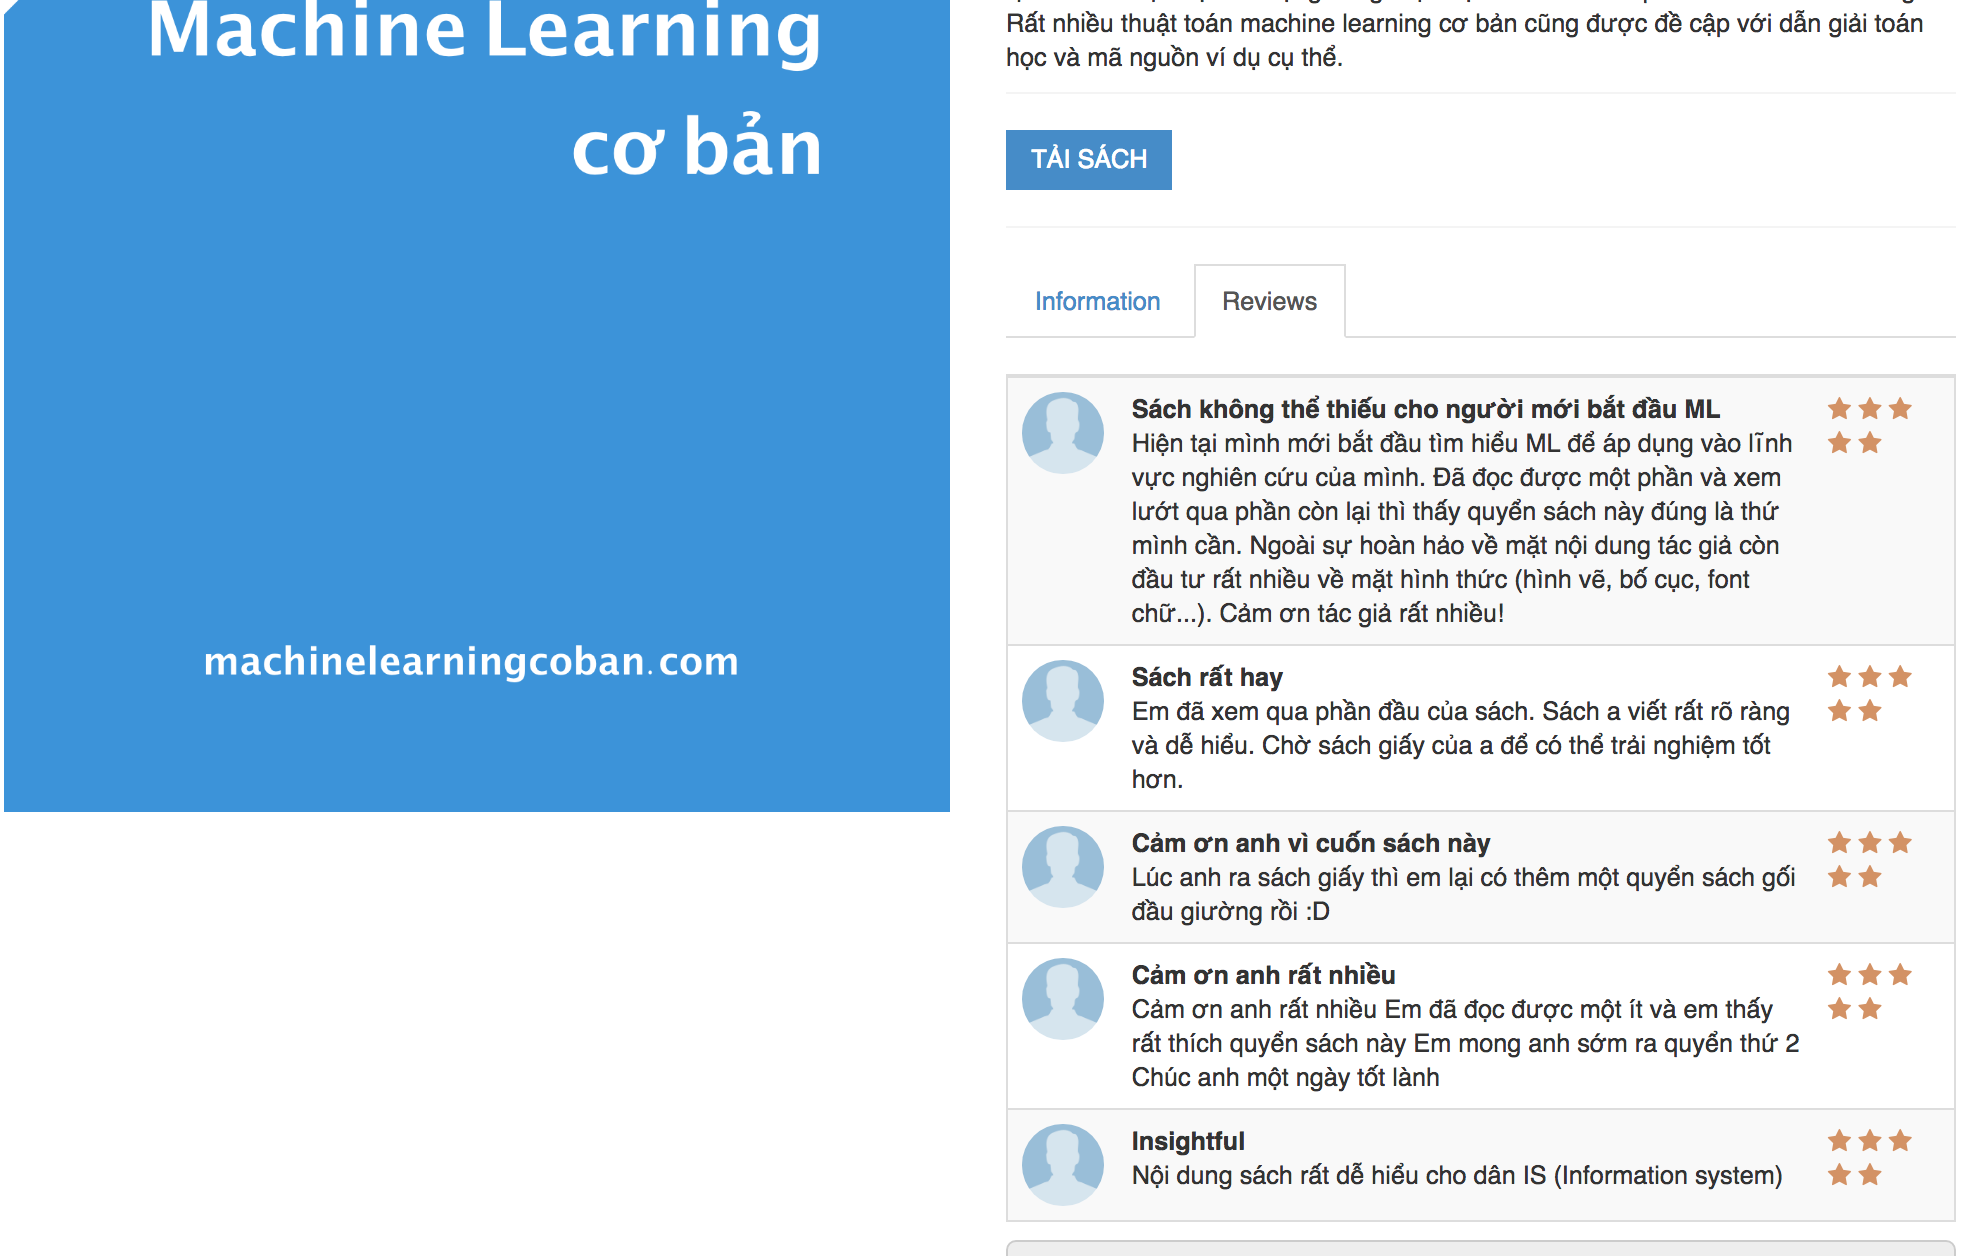 Machine Learning
cơ bản
machinelearningcoban.com
Rất nhiều thuật toán machine learning cơ bản cũng được đề cập với dẫn giải toán
học và mã nguồn ví dụ cụ thể.
TẢI SÁCH
Information
Reviews
Sách không thể thiếu cho người mới bắt đầu ML
Hiện tại mình mới bắt đầu tìm hiểu ML để áp dụng vào lĩnh
vực nghiên cứu của mình. Đã đọc được một phần và xem
lướt qua phần còn lại thì thấy quyển sách này đúng là thứ
mình cần. Ngoài sự hoàn hảo về mặt nội dung tác giả còn
đầu tư rất nhiều về mặt hình thức (hình vẽ, bố cục, font
chữ...). Cảm ơn tác giả rất nhiều!
Sách rất hay
Em đã xem qua phần đầu của sách. Sách a viết rất rõ ràng
và dễ hiểu. Chờ sách giấy của a để có thể trải nghiệm tốt
hơn.
Cảm ơn anh vì cuốn sách này
Lúc anh ra sách giấy thì em lại có thêm một quyển sách gối
đầu giường rồi :D
Cảm ơn anh rất nhiều
Cảm ơn anh rất nhiều Em đã đọc được một ít và em thấy
rất thích quyển sách này Em mong anh sớm ra quyển thứ 2
Chúc anh một ngày tốt lành
Insightful
Nội dung sách rất dễ hiểu cho dân IS (Information system)